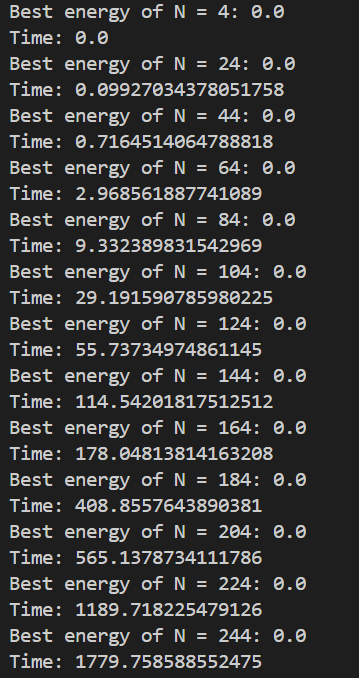 Best energy of N = 4: 0.0
Time: 0.0
Best energy of N = 24: 0.0
Time: 0.09927034378051758
Best energy of N = 44: 0.0
Time: 0.7164514064788818
Best energy of N = 64: 0.0
Time: 2.968561887741089
Best energy of N = 84: 0.0
Time: 9.332389831542969
Best energy of N = 104: 0.0
Time: 29.191590785980225
Best energy of N = 124: 0.0
Time: 55.73734974861145
Best energy of N = 144: 0.0
Time: 114.54201817512512
Best energy of N = 164: 0.0
Time: 178.04813814163208
Best energy of N = 184: 0.0
Time: 408.8557643890381
Best energy of N = 204: 0.0
Time: 565.1378734111786
Best energy of N = 224: 0.0
Time: 1189.718225479126
Best energy of N = 244: 0.0
Time: 1779.758588552475